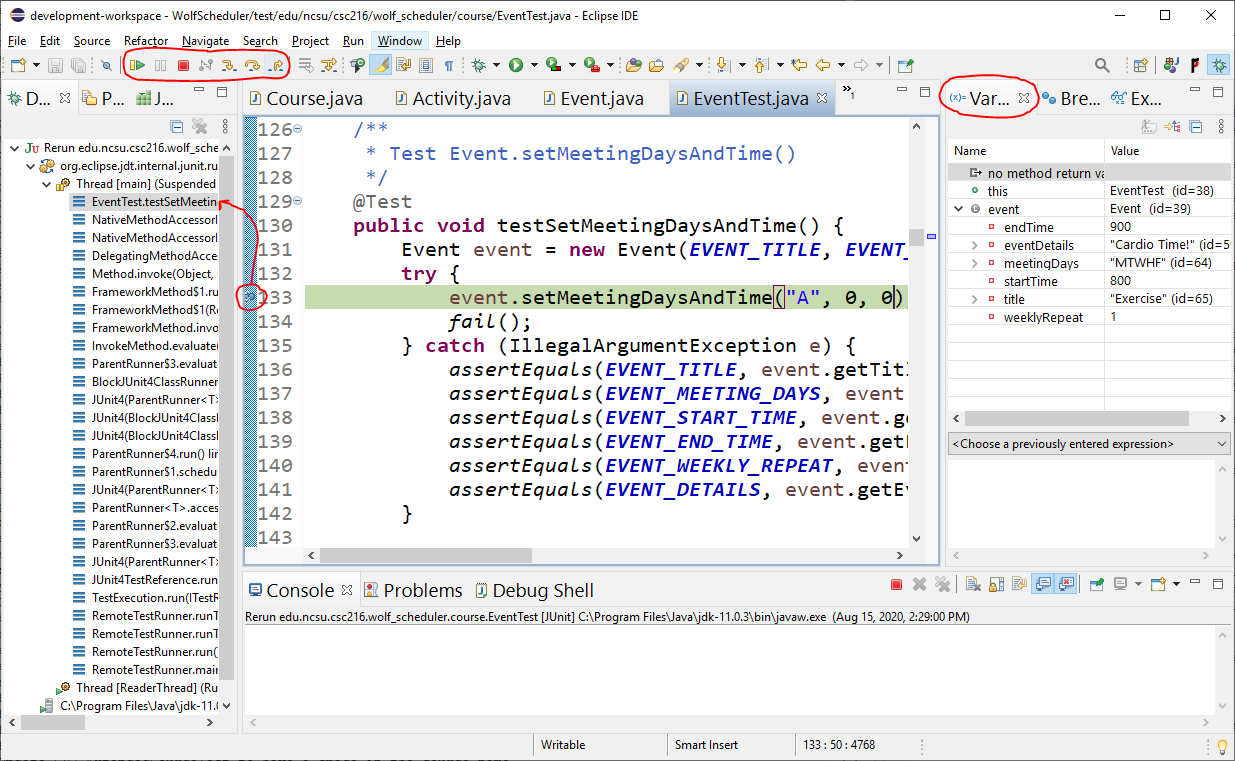 development-workspace - WolfScheduler/test/edu/ncsu/csc216/wolf_scheduler/course/EventTest.java - Eclipse IDE
File Edit Source Refactor Navigate Search Project Run Window Help
D... P... J...
Rerun edu.ncsu.csc216.wolf_sche
org.eclipse.jdt.internal.junit.ru
Thread [main] (Suspended
EventTest.testSetMeetin
NativeMethodAccessorI
NativeMethodAccessorI
DelegatingMethodAcce
Method.invoke(Object,
FrameworkMethod$1.ru
FrameworkMethod$1(Re
FrameworkMethod.invo
InvokeMethod.evaluate(
ParentRunner$3.evaluat
BlockJUnit4ClassRunner
JUnit4(ParentRunner<T>
JUnit4(BlockJUnit4Classl
JUnit4(BlockJUnit4Classl
ParentRunner$4.run() lin
ParentRunner$1.schedu
JUnit4(ParentRunner<T>
ParentRunner<T>.acces
ParentRunner$2.evaluat
ParentRunner$3.evaluat
JUnit4(ParentRunner<T>
JUnit4TestReference.run
TestExecution.run(ITestR
RemoteTestRunner.runT
RemoteTestRunner.runT
RemoteTestRunner.run(
RemoteTestRunner.main
Thread [ReaderThread] (Ru
C:\Program Files\Java\jdk-11.0
Course.java Activity.java Event.java EventTest.java »1
126 /**
127 * Test Event.setMeetingDaysAndTime()
128 */
129 @Test
130 public void testSetMeetingDaysAndTime() {
131 Event event = new Event(EVENT_TITLE, EVENT_
132 try {
133 event.setMeetingDaysAndTime("A", 0, 0)
134 fail();
135 } catch (IllegalArgumentException e) {
136 assertEquals(EVENT_TITLE, event.getTitl
137 assertEquals(EVENT_MEETING_DAYS, event.
138 assertEquals(EVENT_START_TIME, event.ge
139 assertEquals(EVENT_END_TIME, event.getE
140 assertEquals(EVENT_WEEKLY_REPEAT, event
141 assertEquals(EVENT_DETAILS, event.getEv
142 }
143
(x)= Var... Bre... Ex...
Name Value
no method return va
this EventTest (id=38)
event Event (id=39)
endTime 900
eventDetails "Cardio Time!" (id=5
meetingDays "MTWHF" (id=64)
startTime 800
title "Exercise" (id=65)
weeklyRepeat 1
<Choose a previously entered expression>
Console Problems Debug Shell
Rerun edu.ncsu.csc216.wolf_scheduler.course.EventTest [JUnit] C:\Program Files\Java\jdk-11.0.3\bin\javaw.exe (Aug 15, 2020, 2:29:00 PM)
Writable Smart Insert 133 : 50 : 4768